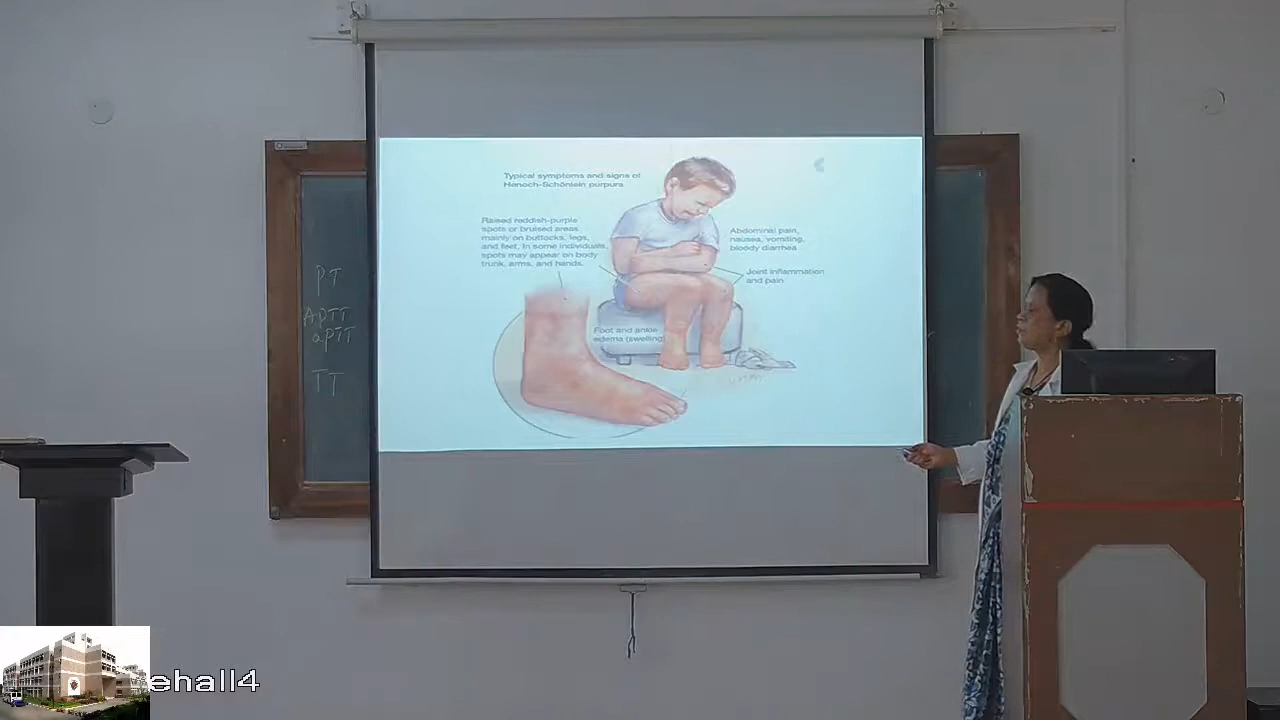 Typical symptoms and signs of
Henoch-Schönlein purpura
Raised reddish-purple
spots or bruised areas
mainly on buttocks, legs,
and feet. In some individuals,
spots may appear on body
trunk, arms, and hands.
Abdominal pain,
nausea, vomiting,
bloody diarrhea
Joint inflammation
and pain
Foot and ankle
edema (swelling)
PT
APTT
aPTT
TT
ehall4